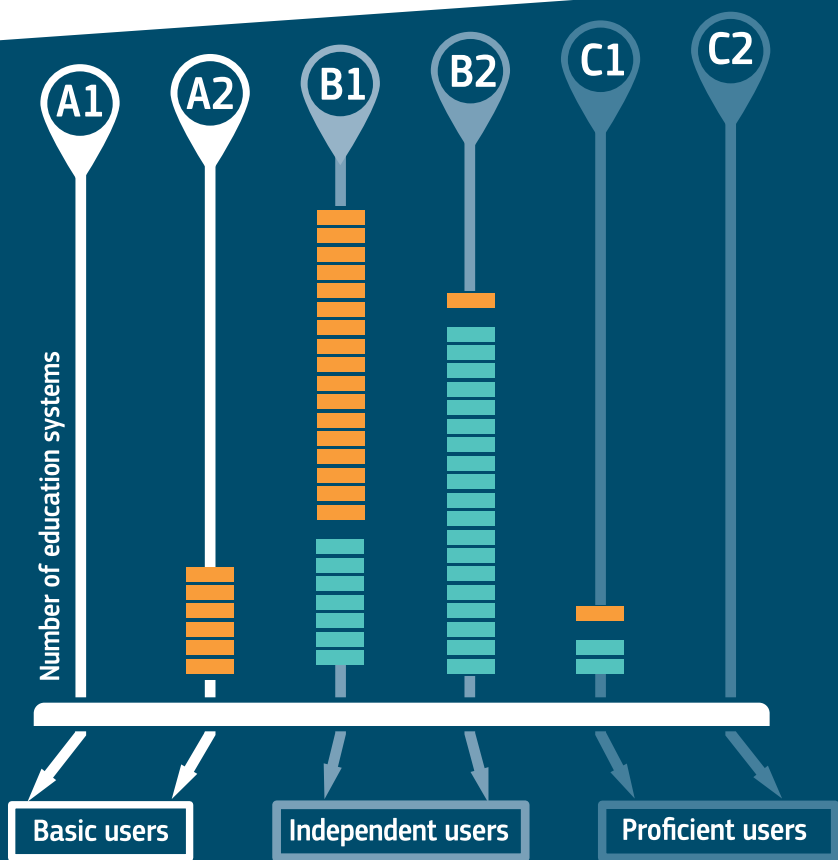 A1
A2
B1
B2
C1
C2
Number of education systems
Basic users
Independent users
Proficient users